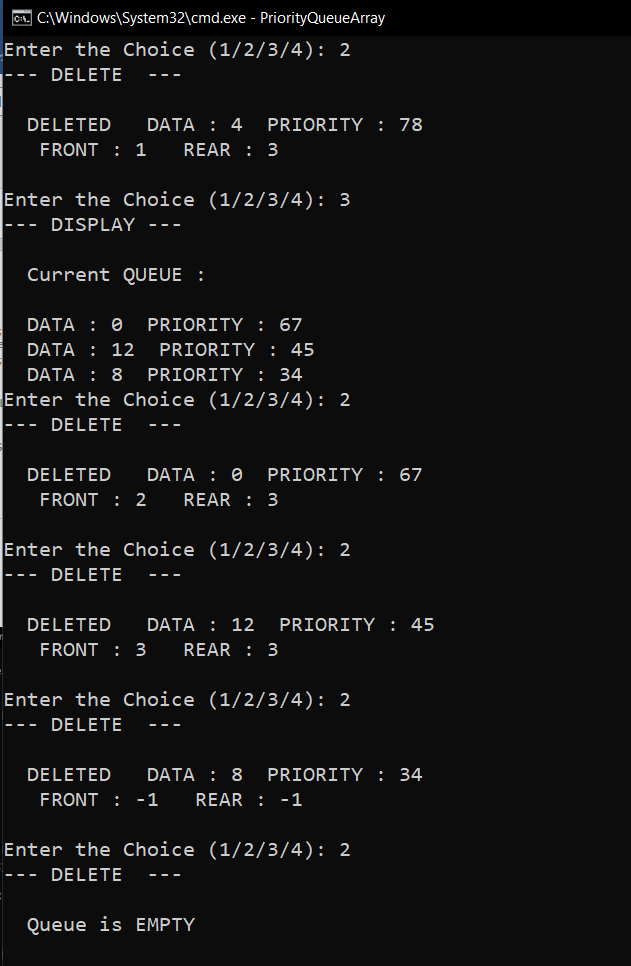 C:\Windows\System32\cmd.exe - PriorityQueueArray
Enter the Choice (1/2/3/4): 2
--- DELETE  ---
DELETED   DATA : 4  PRIORITY : 78
FRONT : 1   REAR : 3
Enter the Choice (1/2/3/4): 3
--- DISPLAY ---
Current QUEUE :
DATA : 0  PRIORITY : 67
DATA : 12  PRIORITY : 45
DATA : 8  PRIORITY : 34
Enter the Choice (1/2/3/4): 2
--- DELETE  ---
DELETED   DATA : 0  PRIORITY : 67
FRONT : 2   REAR : 3
Enter the Choice (1/2/3/4): 2
--- DELETE  ---
DELETED   DATA : 12  PRIORITY : 45
FRONT : 3   REAR : 3
Enter the Choice (1/2/3/4): 2
--- DELETE  ---
DELETED   DATA : 8  PRIORITY : 34
FRONT : -1   REAR : -1
Enter the Choice (1/2/3/4): 2
--- DELETE  ---
Queue is EMPTY